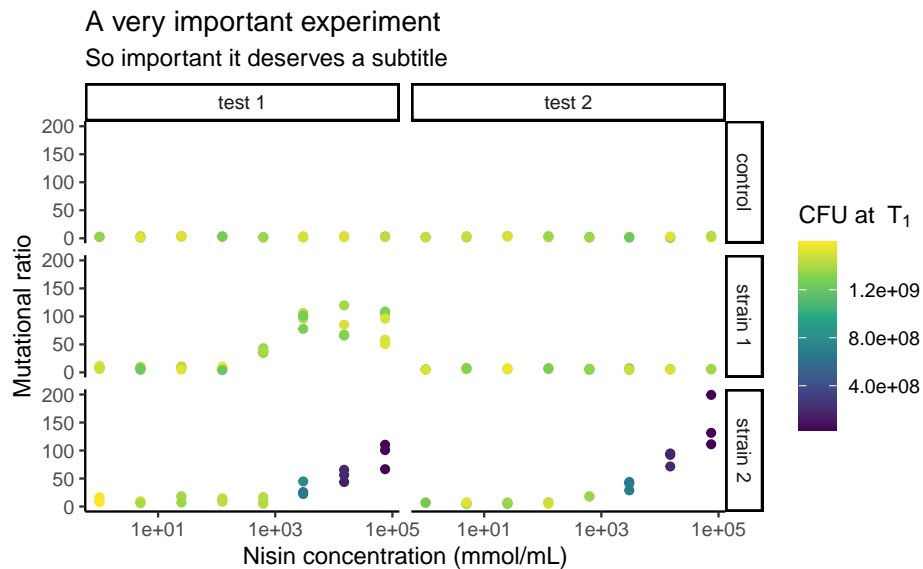 A very important experiment
So important it deserves a subtitle
test 1
test 2
200
150
100
50
0
control
200
150
100
50
0
strain 1
200
150
100
50
0
strain 2
Mutational ratio
1e+01
1e+03
1e+05
1e+01
1e+03
1e+05
Nisin concentration (mmol/mL)
CFU at T₁
1.2e+09
8.0e+08
4.0e+08